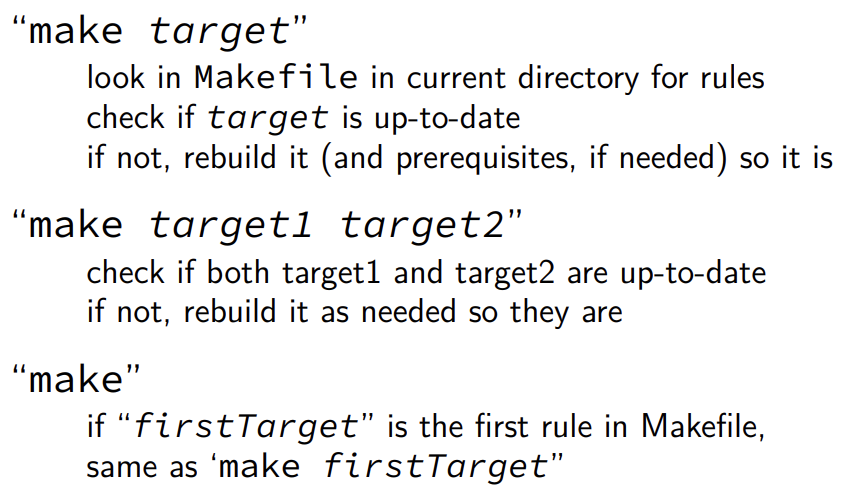 “make target”
look in Makefile in current directory for rules
check if target is up-to-date
if not, rebuild it (and prerequisites, if needed) so it is
“make target1 target2”
check if both target1 and target2 are up-to-date
if not, rebuild it as needed so they are
“make”
if “firstTarget” is the first rule in Makefile,
same as ‘make firstTarget”